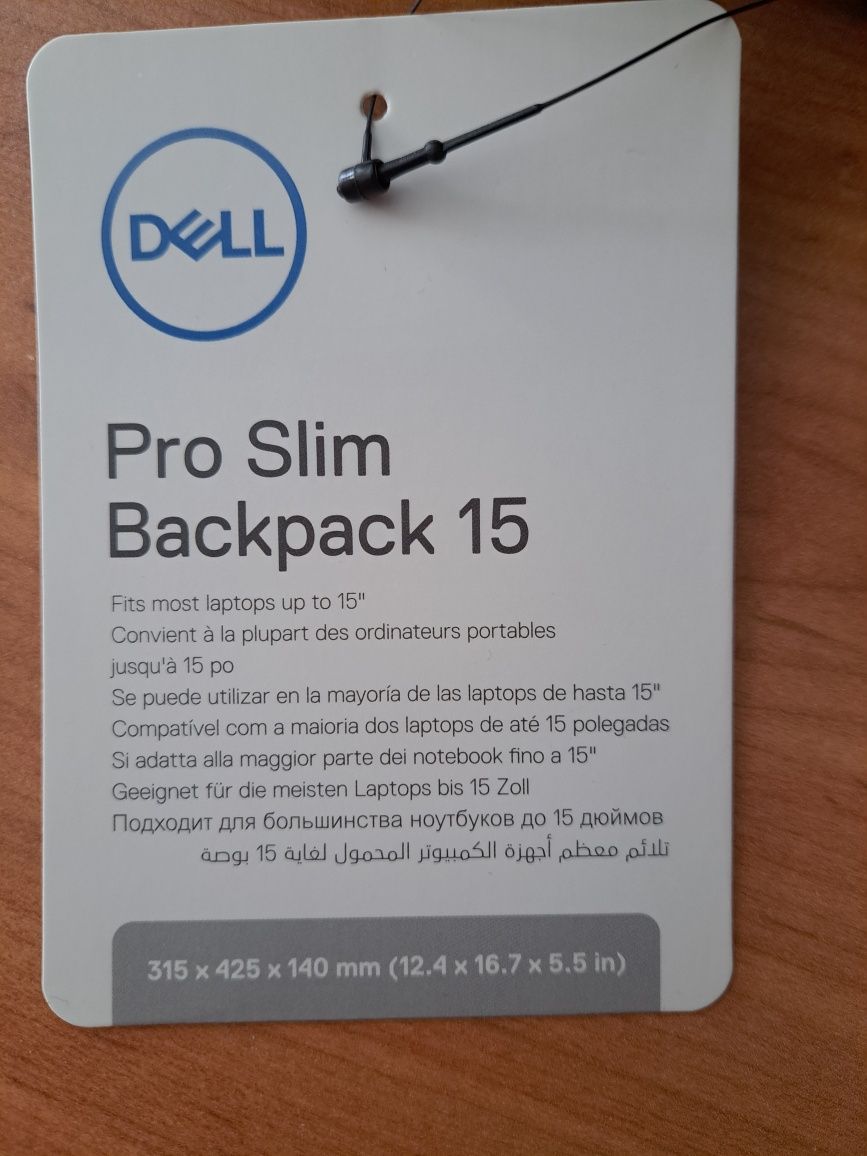 DELL
Pro Slim
Backpack 15
Fits most laptops up to 15"
Convient à la plupart des ordinateurs portables
jusqu'à 15 po
Se puede utilizar en la mayoría de las laptops de hasta 15"
Compatível com a maioria dos laptops de até 15 polegadas
Si adatta alla maggior parte dei notebook fino a 15"
Geeignet für die meisten Laptops bis 15 Zoll
Подходит для большинства ноутбуков до 15 дюймов
تلائم معظم أجهزة الكمبيوتر المحمول لغاية 15 بوصة
315 x 425 x 140 mm (12.4 x 16.7 x 5.5 in)